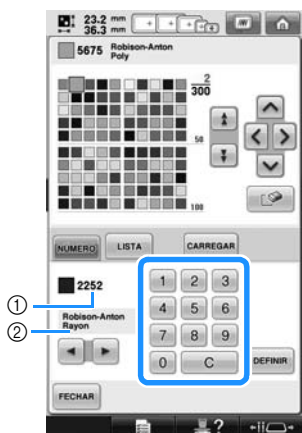 23.2 mm
36.3 mm
5675 Robison-Anton
Poly
2
300
50
100
NUMERO LISTA CARREGAR
① 2252
② Robison-Anton
Rayon
1 2 3
4 5 6
7 8 9
0 C
DEFINIR
FECHAR
?